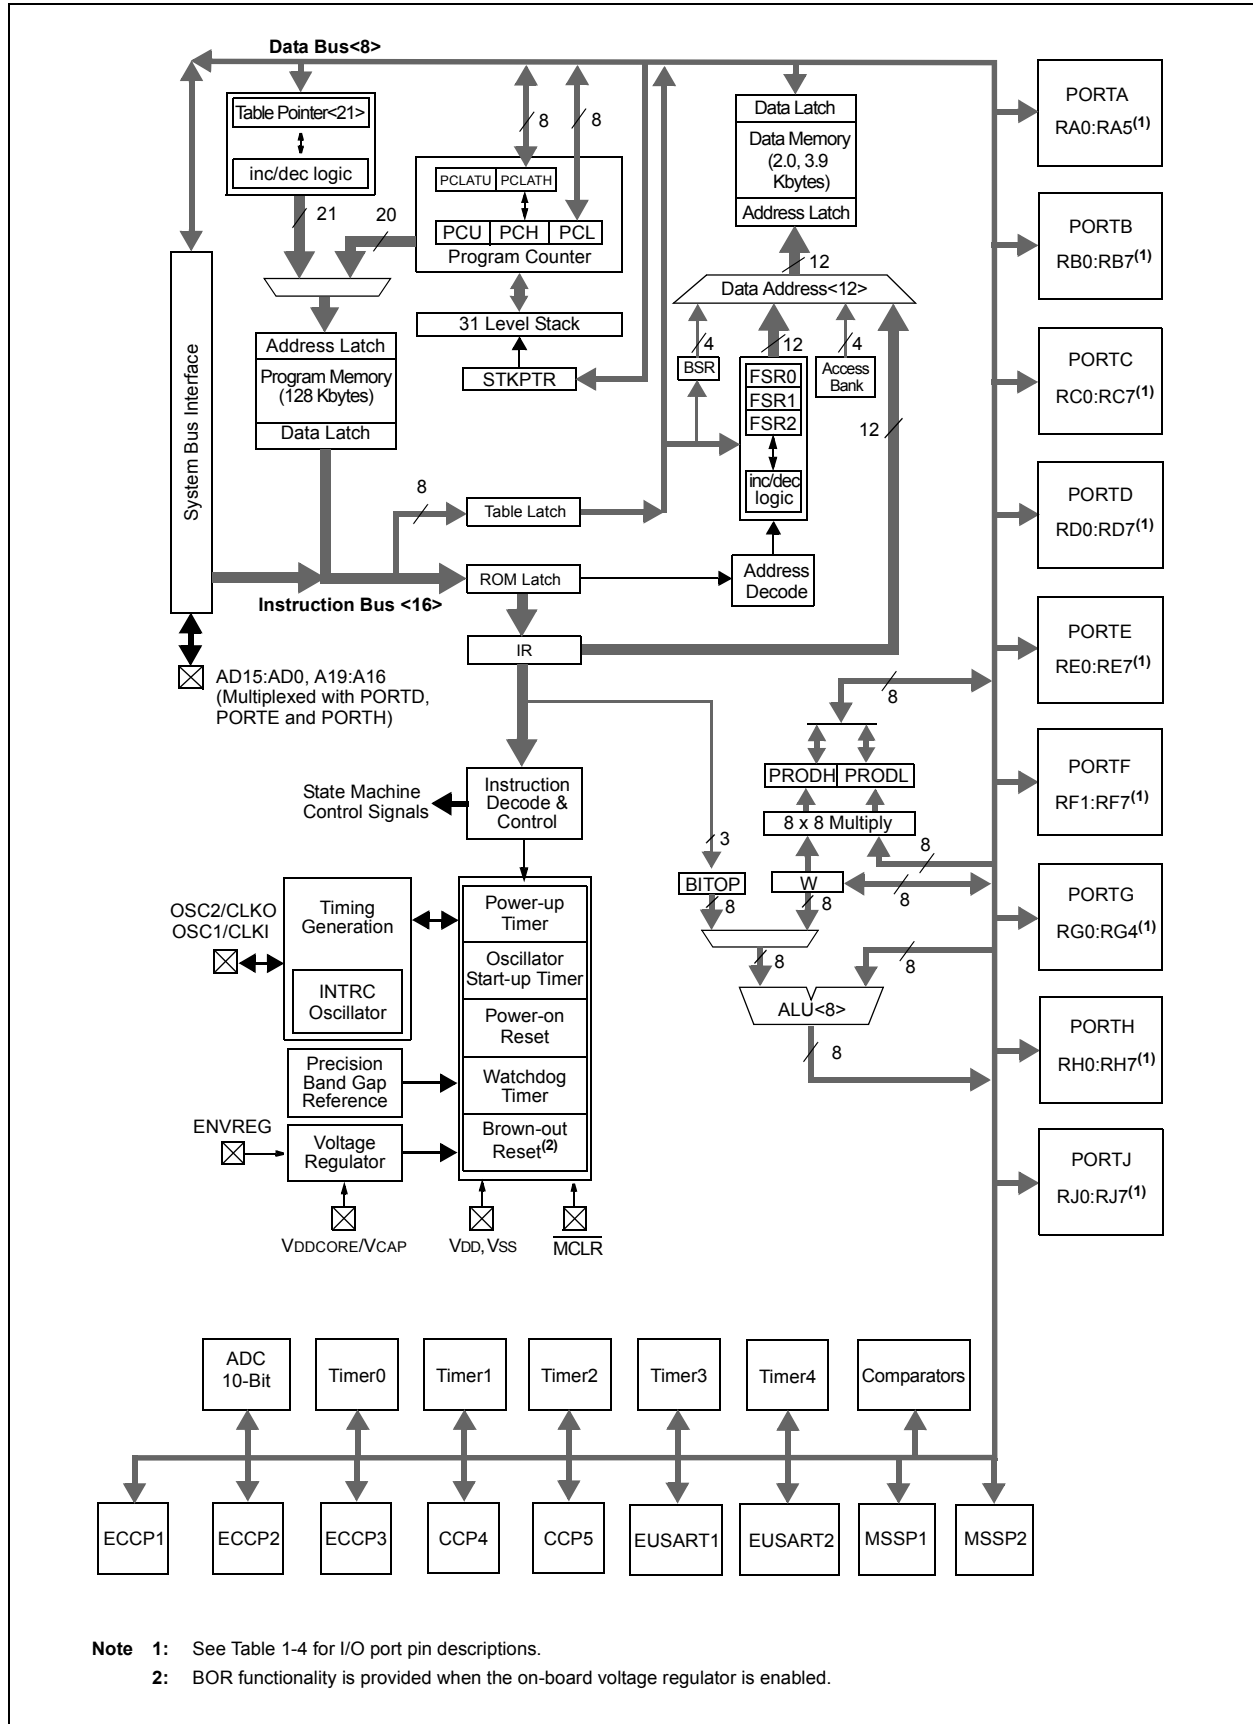 Data Bus<8>
Table Pointer<21>
inc/dec logic
21
20
8
8
PCLATU
PCLATH
PCU
PCH
PCL
Program Counter
31 Level Stack
STKPTR
Data Latch
Data Memory
(2.0, 3.9
Kbytes)
Address Latch
12
Data Address<12>
4
12
4
BSR
FSR0
FSR1
FSR2
inc/dec
logic
Access
Bank
12
System Bus Interface
Address Latch
Program Memory
(128 Kbytes)
Data Latch
8
Table Latch
ROM Latch
Address
Decode
Instruction Bus <16>
IR
AD15:AD0, A19:A16
(Multiplexed with PORTD,
PORTE and PORTH)
8
PRODH
PRODL
8 x 8 Multiply
State Machine
Control Signals
Instruction
Decode &
Control
3
8
BITOP
W
8
8
8
8
8
ALU<8>
8
OSC2/CLKO
OSC1/CLKI
Timing
Generation
INTRC
Oscillator
Power-up
Timer
Oscillator
Start-up Timer
Power-on
Reset
Watchdog
Timer
Brown-out
Reset(2)
Precision
Band Gap
Reference
ENVREG
Voltage
Regulator
VDDCORE/VCAP
VDD, VSS
MCLR
PORTA
RA0:RA5(1)
PORTB
RB0:RB7(1)
PORTC
RC0:RC7(1)
PORTD
RD0:RD7(1)
PORTE
RE0:RE7(1)
PORTF
RF1:RF7(1)
PORTG
RG0:RG4(1)
PORTH
RH0:RH7(1)
PORTJ
RJ0:RJ7(1)
ADC
10-Bit
Timer0
Timer1
Timer2
Timer3
Timer4
Comparators
ECCP1
ECCP2
ECCP3
CCP4
CCP5
EUSART1
EUSART2
MSSP1
MSSP2
Note 1: See Table 1-4 for I/O port pin descriptions.
2: BOR functionality is provided when the on-board voltage regulator is enabled.